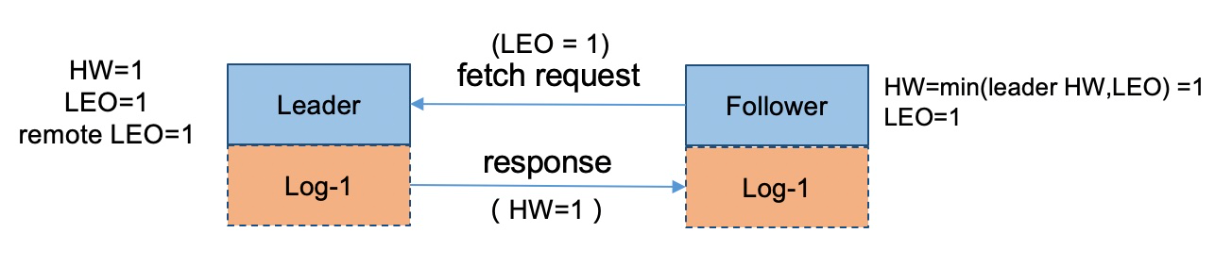 (LEO = 1)
fetch request
HW=1
LEO=1
remote LEO=1
Leader
Follower
HW=min(leader HW,LEO) =1
LEO=1
response
Log-1
Log-1
( HW=1 )